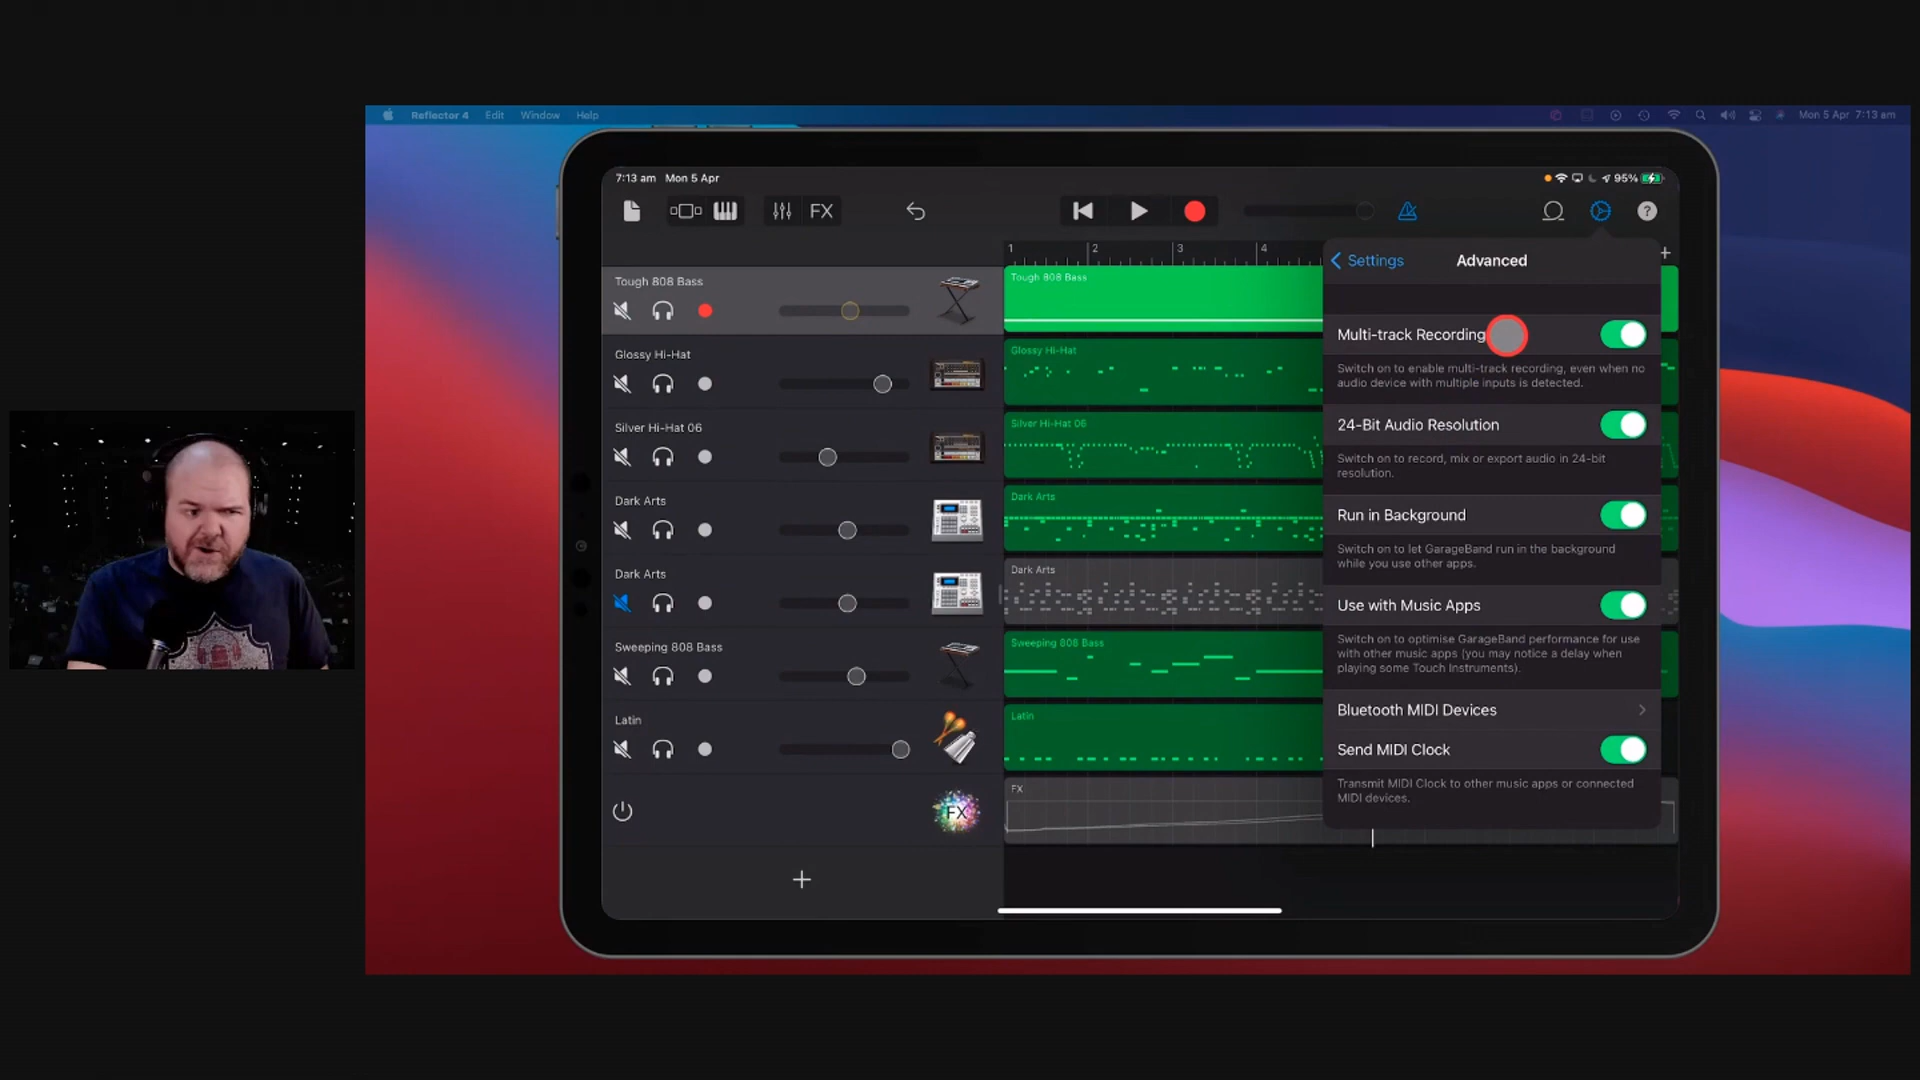 Reflector 4 Edit Window Help
Mon 5 Apr 7:13 am
7:13 am Mon 5 Apr
95%
FX
?
1 2 3 4
Settings
Advanced
Tough 808 Bass
Tough 808 Bass
Multi-track Recording
Switch on to enable multi-track recording, even when no
audio device with multiple inputs is detected.
Glossy Hi-Hat
Glossy Hi-Hat
24-Bit Audio Resolution
Switch on to record, mix or export audio in 24-bit
resolution.
Silver Hi-Hat 06
Silver Hi-Hat 06
Dark Arts
Dark Arts
Run in Background
Switch on to let GarageBand run in the background
while you use other apps.
Dark Arts
Dark Arts
Use with Music Apps
Switch on to optimise GarageBand performance for use
with other music apps (you may notice a delay when
playing some Touch Instruments).
Sweeping 808 Bass
Sweeping 808 Bass
Bluetooth MIDI Devices
Latin
Latin
Send MIDI Clock
Transmit MIDI Clock to other music apps or connected
MIDI devices.
FX
FX